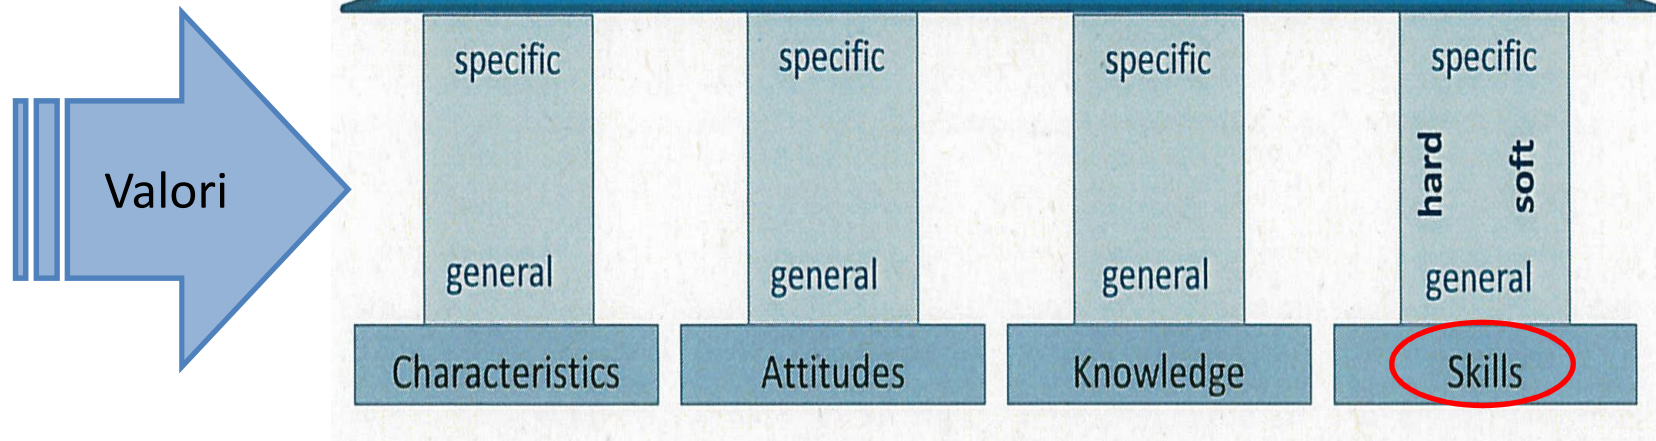 Valori
specific specific specific specific
hard soft
general general general general
Characteristics Attitudes Knowledge Skills